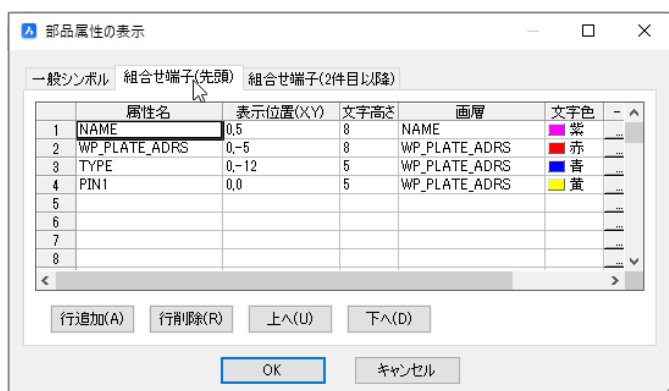 部品属性の表示
一般シンボル 組合せ端子(先頭) 組合せ端子(2件目以降)
属性名 表示位置(XY) 文字高さ 画層 文字色 -
1 NAME 0,5 8 NAME 紫 ...
2 WP_PLATE_ADRS 0,-5 8 WP_PLATE_ADRS 赤 ...
3 TYPE 0,-12 5 WP_PLATE_ADRS 青 ...
4 PIN1 0,0 5 WP_PLATE_ADRS 黄 ...
5 ...
6 ...
7 ...
8 ...
行追加(A) 行削除(R) 上へ(U) 下へ(D)
OK キャンセル